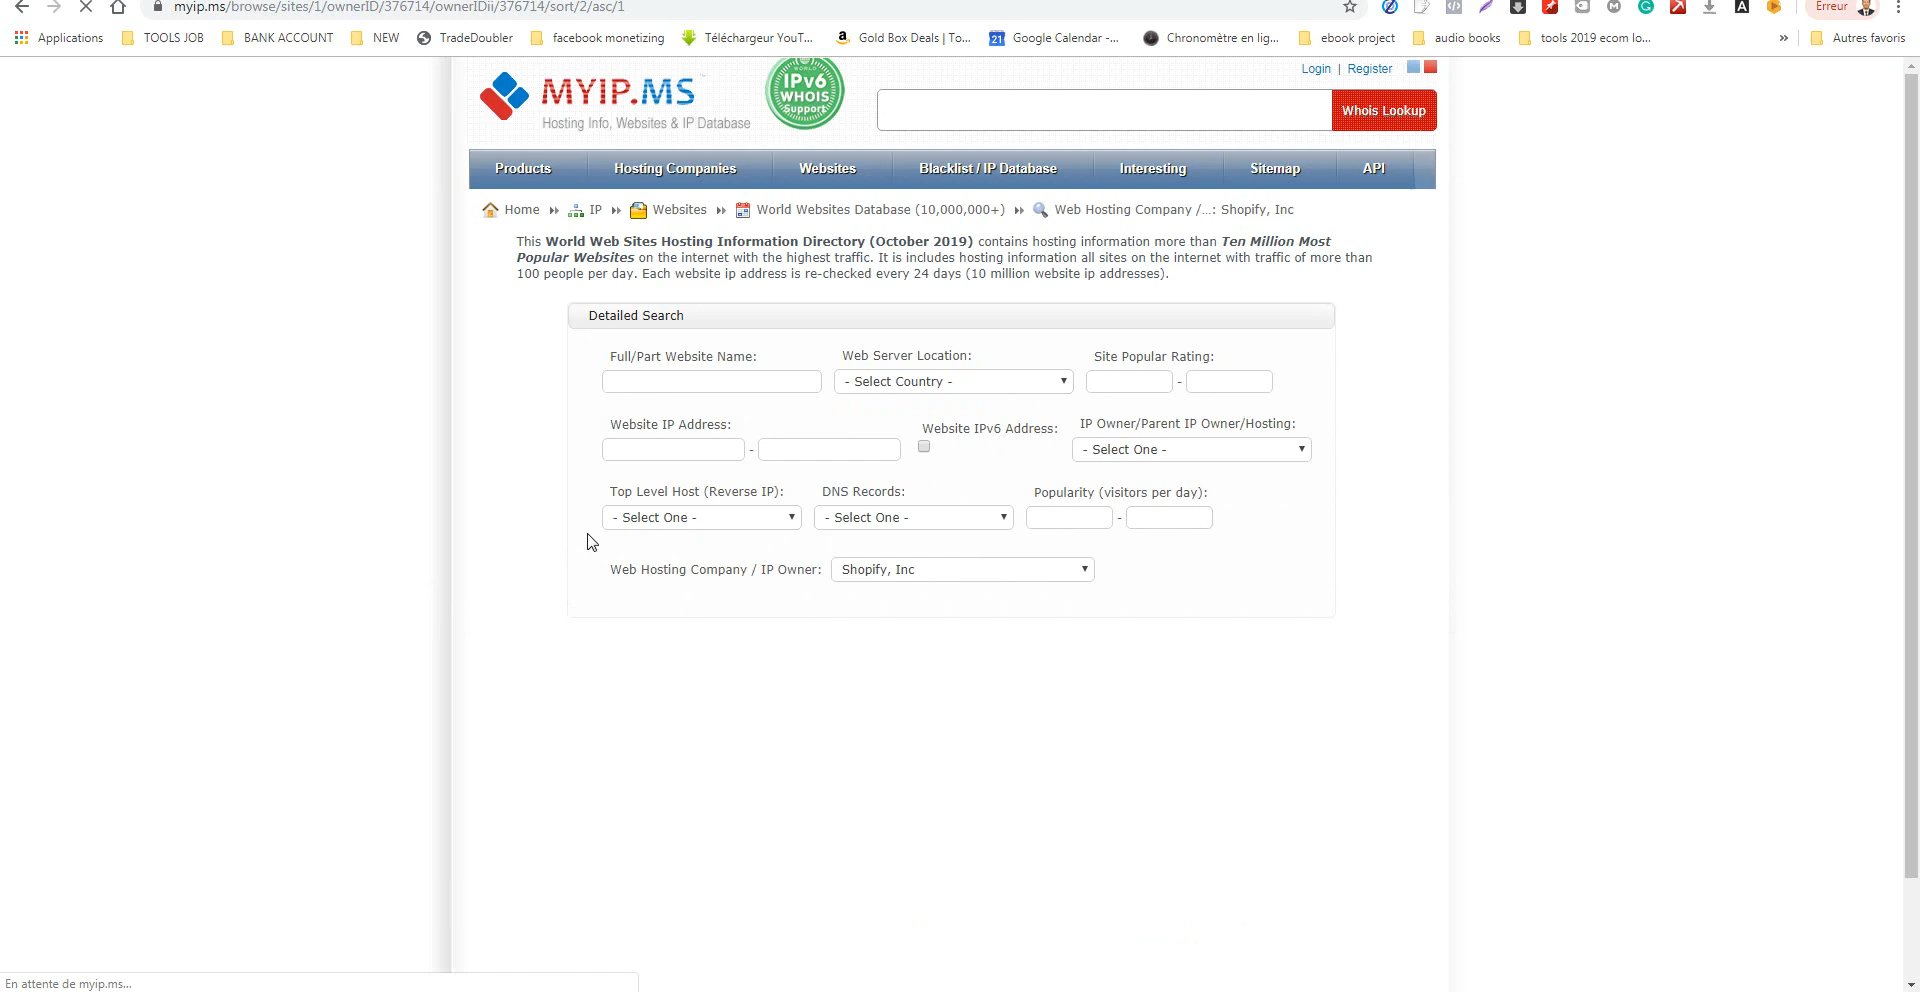 myip.ms/browse/sites/1/ownerID/376714/ownerIDii/376714/sort/2/asc/1
Erreur
Applications TOOLS JOB BANK ACCOUNT NEW TradeDoubler facebook monetizing Téléchargeur YouT... Gold Box Deals | To... Google Calendar -... Chronomètre en lig... ebook project audio books tools 2019 ecom lo... » Autres favoris
Login | Register
MYIP.MS
Hosting Info, Websites & IP Database
WORLD
IPv6
WHOIS
Support
Whois Lookup
Products Hosting Companies Websites Blacklist / IP Database Interesting Sitemap API
Home » IP » Websites » World Websites Database (10,000,000+) » Web Hosting Company /...: Shopify, Inc
This World Web Sites Hosting Information Directory (October 2019) contains hosting information more than Ten Million Most
Popular Websites on the internet with the highest traffic. It is includes hosting information all sites on the internet with traffic of more than
100 people per day. Each website ip address is re-checked every 24 days (10 million website ip addresses).
Detailed Search
Full/Part Website Name: Web Server Location: Site Popular Rating:
- Select Country - -
Website IP Address: Website IPv6 Address: IP Owner/Parent IP Owner/Hosting:
- - Select One -
Top Level Host (Reverse IP): DNS Records: Popularity (visitors per day):
- Select One - - Select One - -
Web Hosting Company / IP Owner: Shopify, Inc
En attente de myip.ms...